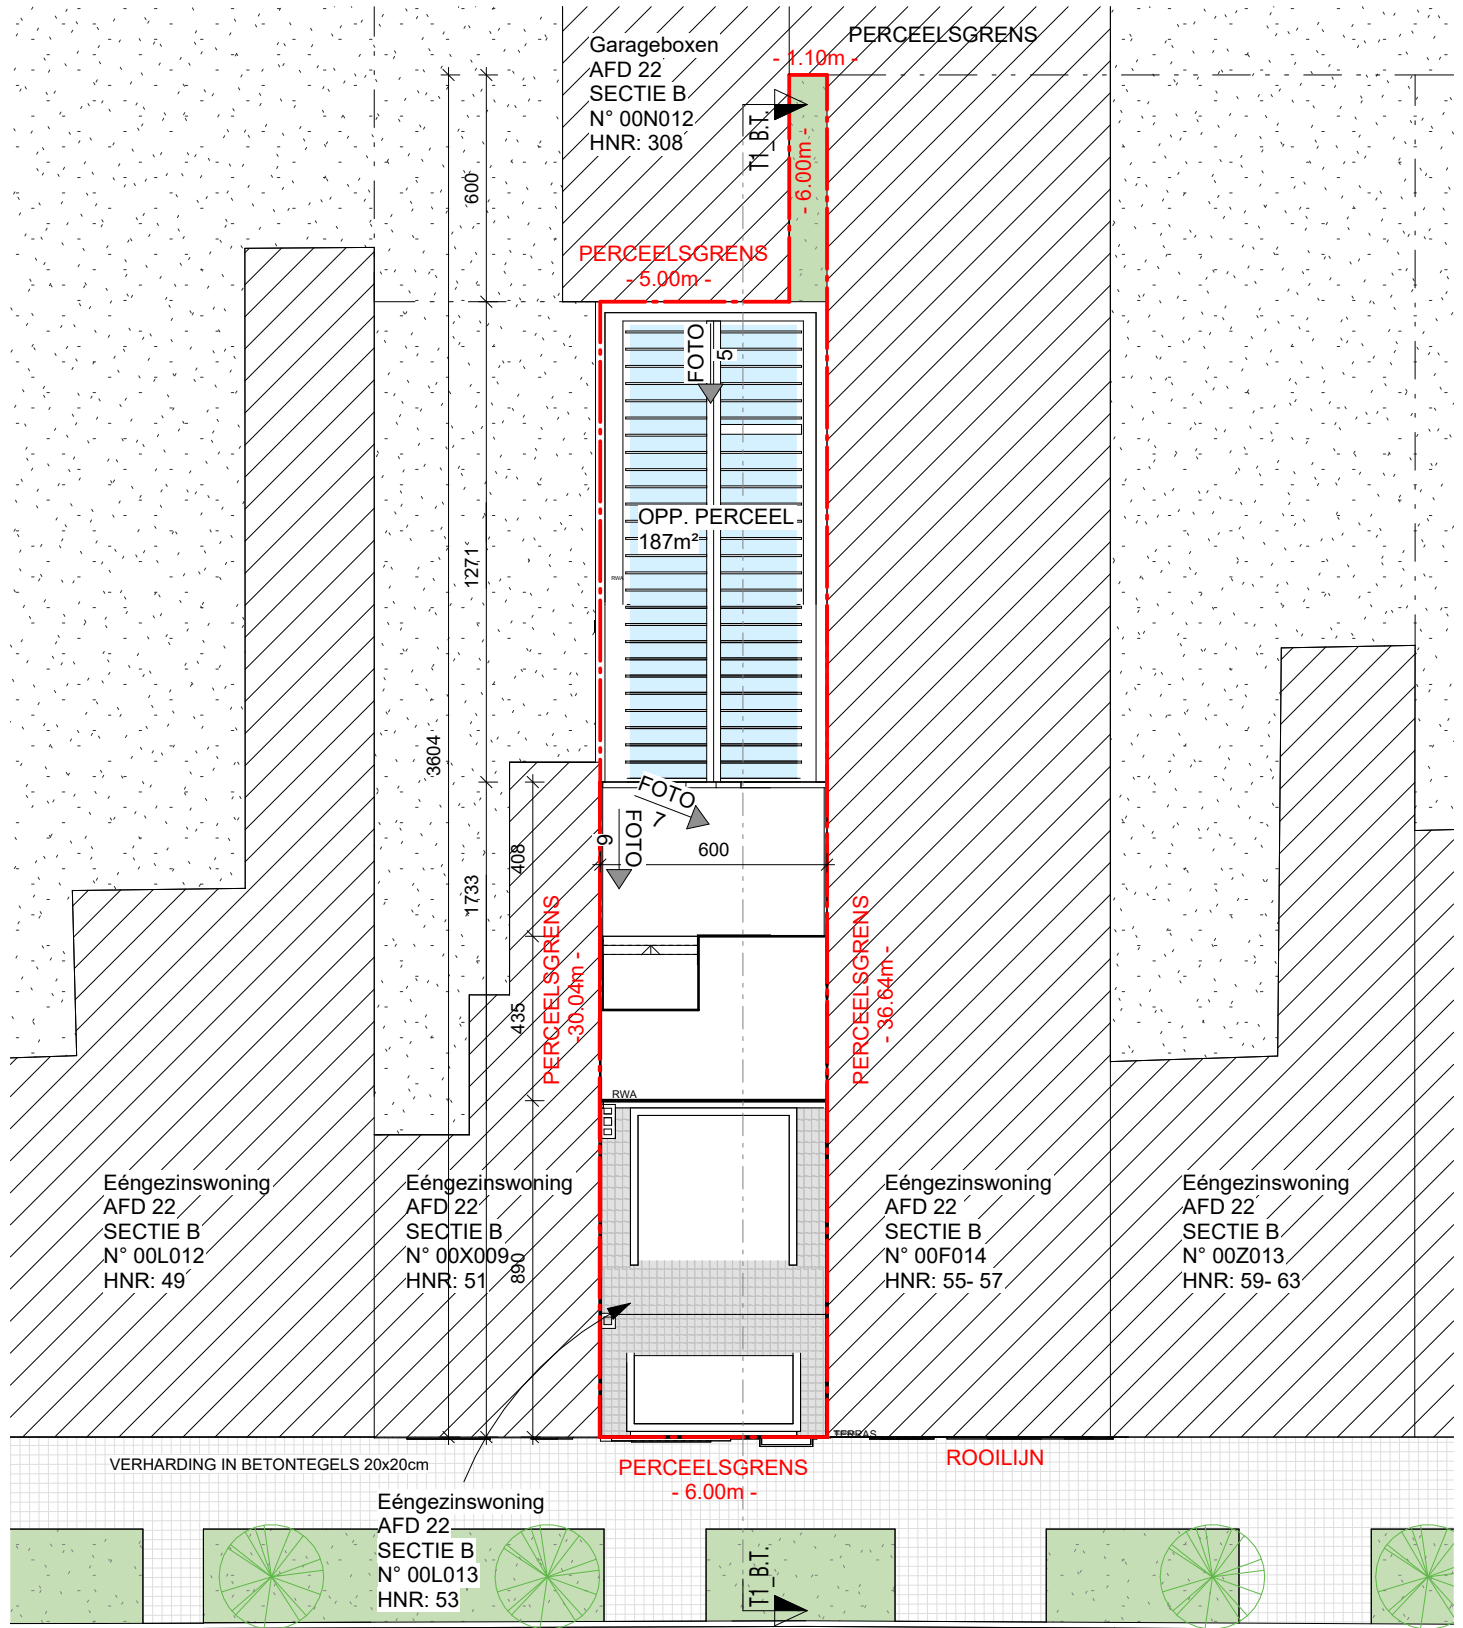 Garageboxen
AFD 22
SECTIE B
N° 00N012
HNR: 308
PERCEELSGRENS
- 1.10m -
T1_B.T.
- 6.00m -
600
PERCEELSGRENS
- 5.00m -
FOTO
5
OPP. PERCEEL
187m²
RWA
1271
3604
FOTO
7
FOTO
9
600
408
1733
PERCEELSGRENS
-30.04m -
PERCEELSGRENS
- 36.64m -
435
RWA
Eéngezinswoning
AFD 22
SECTIE B
N° 00L012
HNR: 49
Eéngezinswoning
AFD 22
SECTIE B
N° 00X009
HNR: 51
890
Eéngezinswoning
AFD 22
SECTIE B
N° 00F014
HNR: 55- 57
Eéngezinswoning
AFD 22
SECTIE B
N° 00Z013
HNR: 59- 63
TERRAS
VERHARDING IN BETONTEGELS 20x20cm
PERCEELSGRENS
- 6.00m -
ROOILIJN
Eéngezinswoning
AFD 22
SECTIE B
N° 00L013
HNR: 53
T1_B.T.